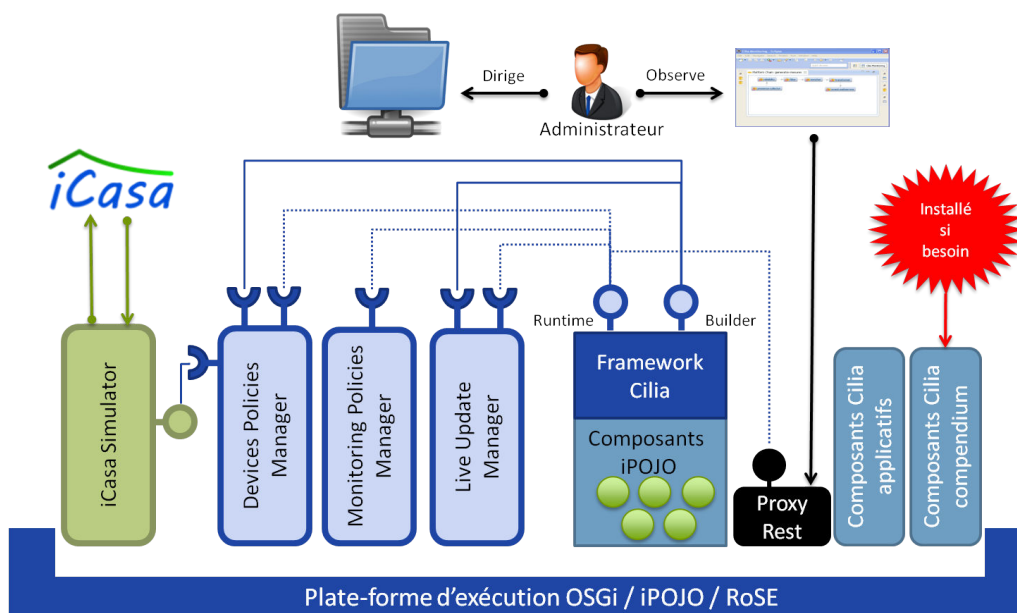 Dirige
Observe
Administrateur
iCasa
Installé
si
besoin
Runtime
Builder
iCasa Simulator
Devices Policies
Manager
Monitoring Policies
Manager
Live Update
Manager
Framework
Cilia
Composants
iPOJO
Proxy
Rest
Composants Cilia
applicatifs
Composants Cilia
compendium
Plate-forme d'exécution OSGi / iPOJO / RoSE